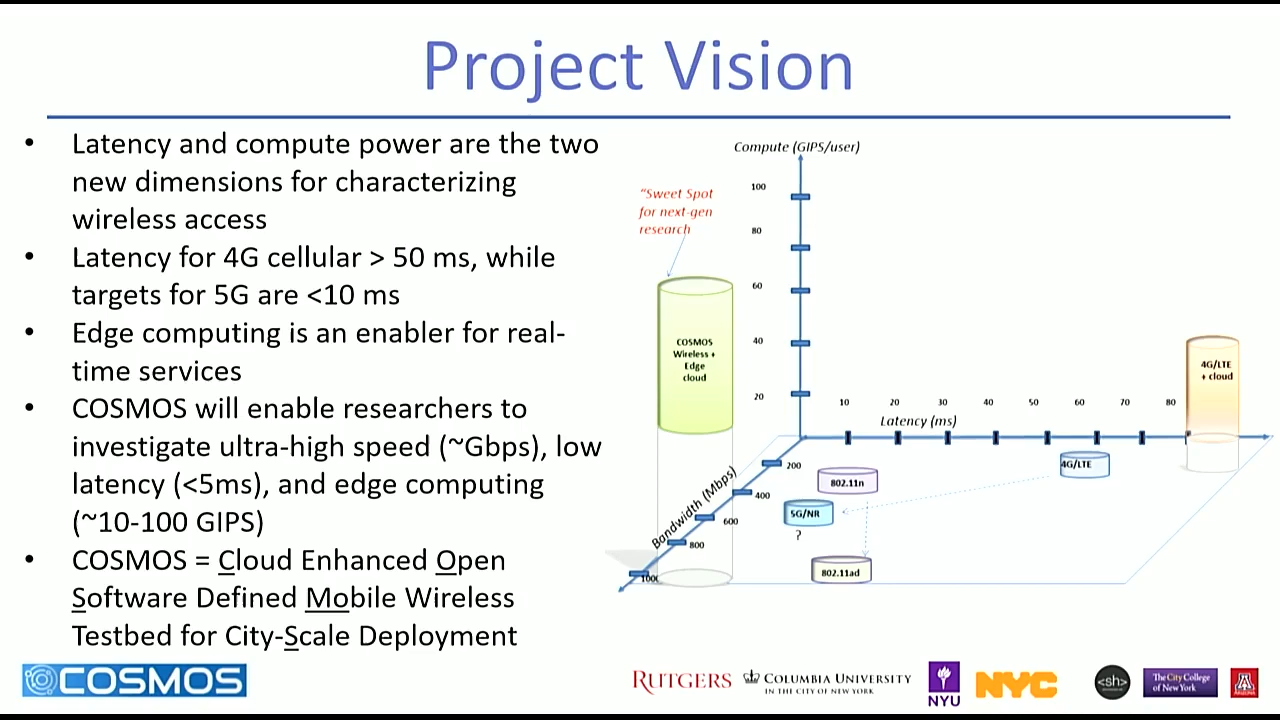 Project Vision
• Latency and compute power are the two
new dimensions for characterizing
wireless access
• Latency for 4G cellular > 50 ms, while
targets for 5G are <10 ms
• Edge computing is an enabler for real-
time services
• COSMOS will enable researchers to
investigate ultra-high speed (~Gbps), low
latency (<5ms), and edge computing
(~10-100 GIPS)
• COSMOS = Cloud Enhanced Open
Software Defined Mobile Wireless
Testbed for City-Scale Deployment
Compute (GIPS/user)
100
80
60
40
20
"Sweet Spot
for next-gen
research
COSMOS
Wireless +
Edge
cloud
4G/LTE
+ cloud
10 20 30 40 50 60 70 80
Latency (ms)
Bandwidth (Mbps)
200
400
600
800
1000
802.11n
4G/LTE
5G/NR
?
802.11ad
COSMOS
RUTGERS
COLUMBIA UNIVERSITY
IN THE CITY OF NEW YORK
NYU
NYC
<sh>
The City College
of New York
A
ARIZONA